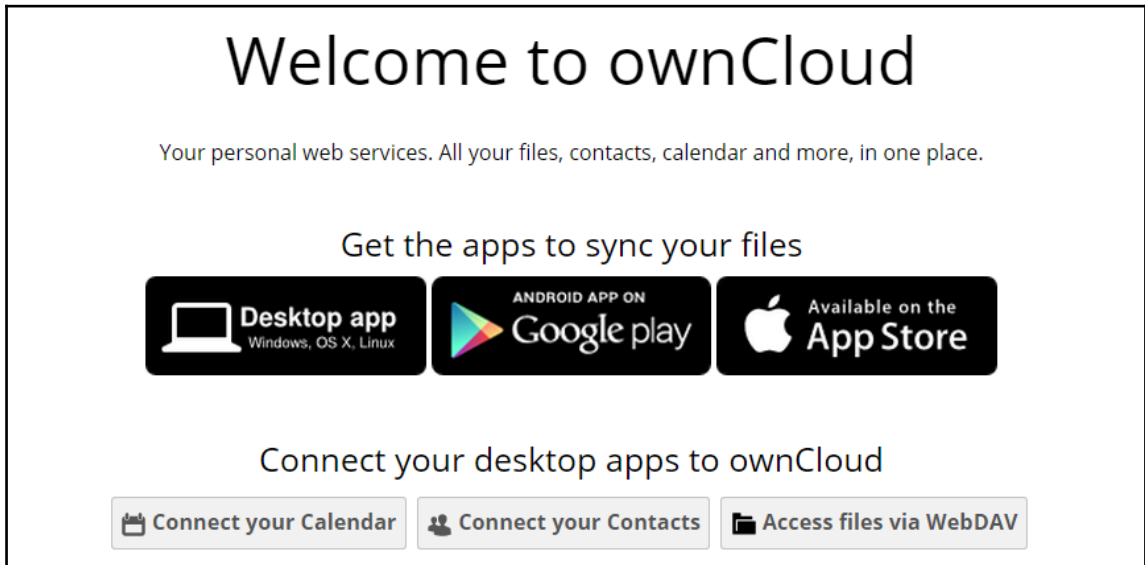 Welcome to ownCloud
Your personal web services. All your files, contacts, calendar and more, in one place.
Get the apps to sync your files
Desktop app
Windows, OS X, Linux
ANDROID APP ON
Google play
Available on the
App Store
Connect your desktop apps to ownCloud
Connect your Calendar
Connect your Contacts
Access files via WebDAV